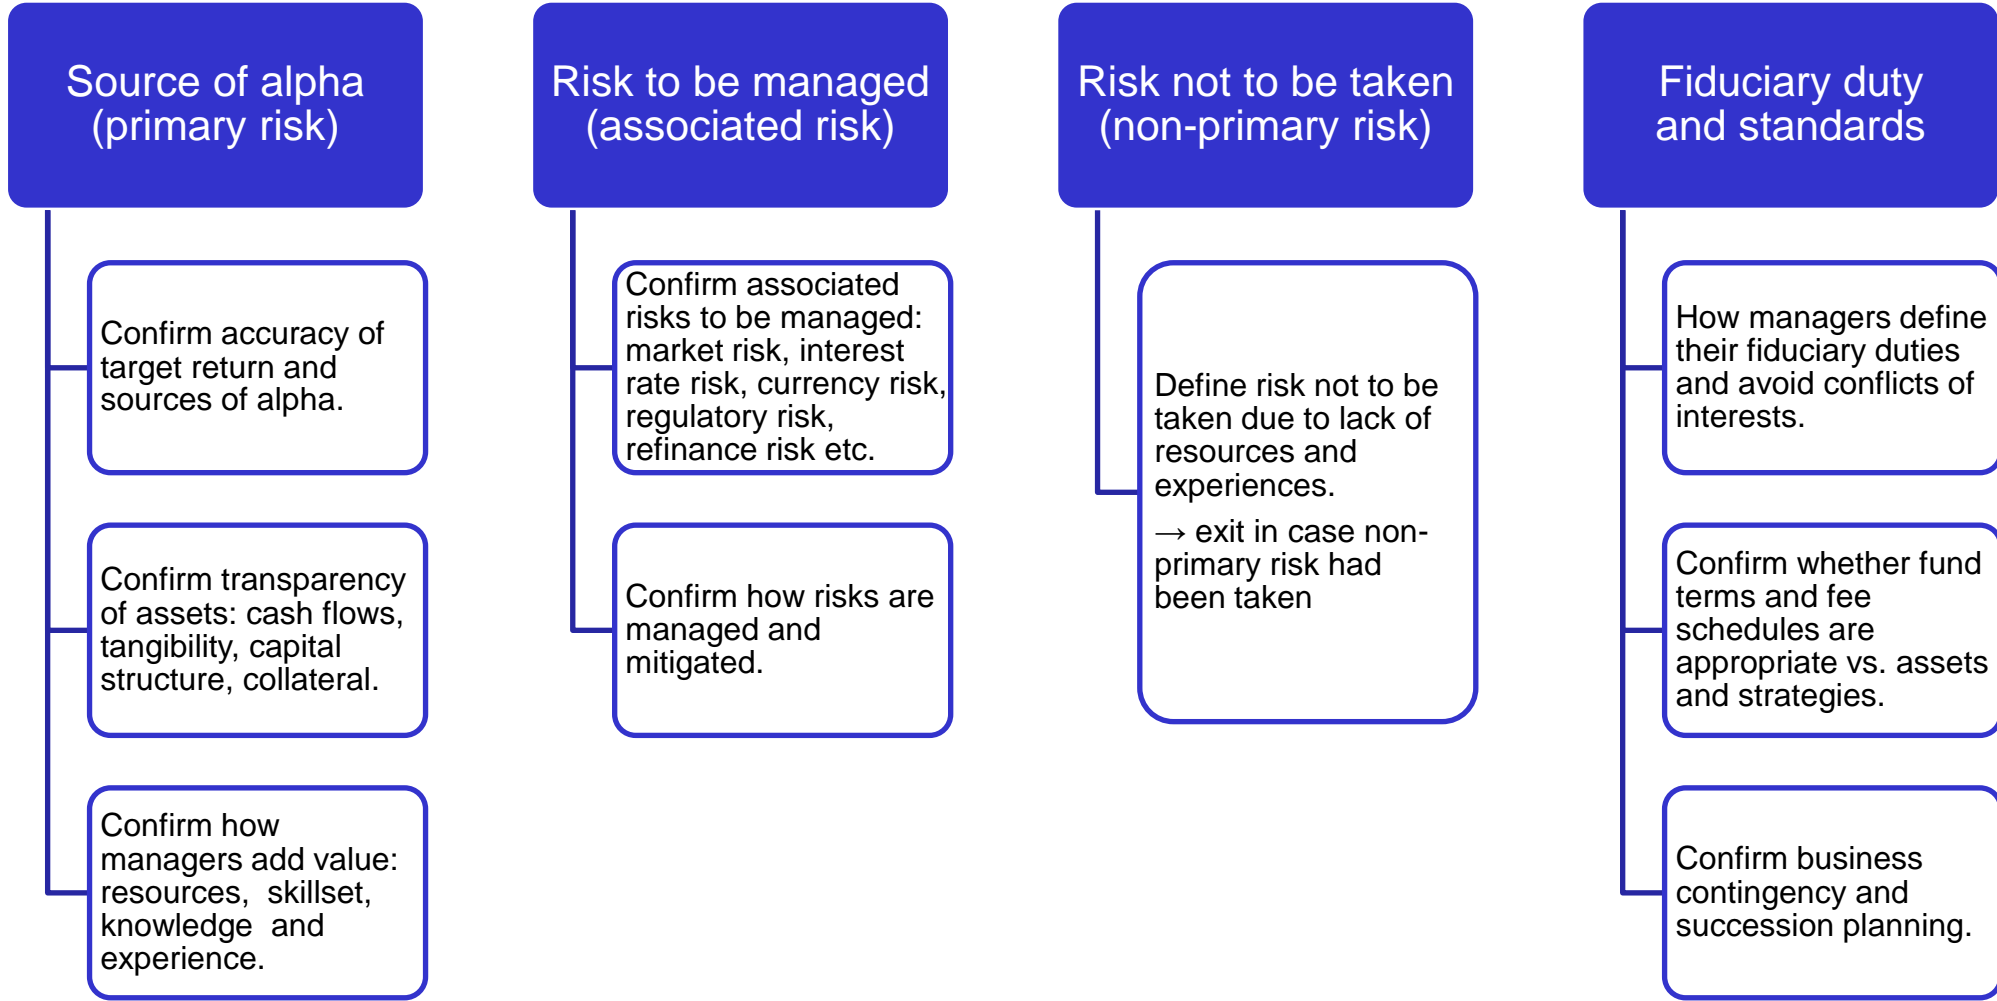 Source of alpha
(primary risk)
Confirm accuracy of
target return and
sources of alpha.
Confirm transparency
of assets: cash flows,
tangibility, capital
structure, collateral.
Confirm how
managers add value:
resources,  skillset,
knowledge  and
experience.
Risk to be managed
(associated risk)
Confirm associated
risks to be managed:
market risk, interest
rate risk, currency risk,
regulatory risk,
refinance risk etc.
Confirm how risks are
managed and
mitigated.
Risk not to be taken
(non-primary risk)
Define risk not to be
taken due to lack of
resources and
experiences.
→ exit in case non-
primary risk had
been taken
Fiduciary duty
and standards
How managers define
their fiduciary duties
and avoid conflicts of
interests.
Confirm whether fund
terms and fee
schedules are
appropriate vs. assets
and strategies.
Confirm business
contingency and
succession planning.